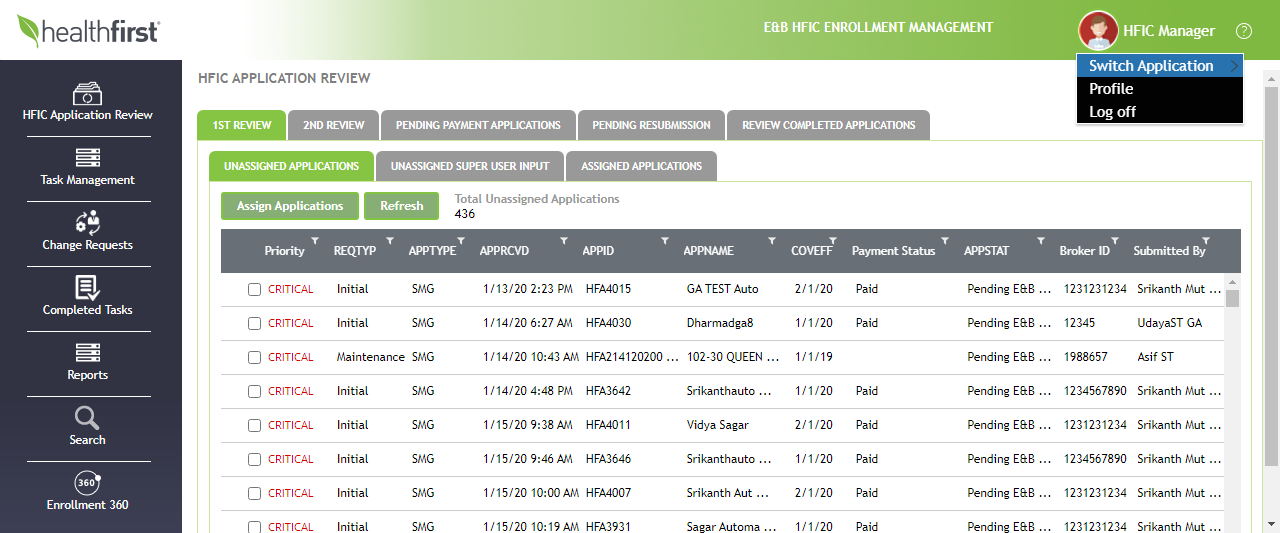 healthfirst
E&B HFIC ENROLLMENT MANAGEMENT
HFIC Manager
?
Switch Application
Profile
Log off
HFIC Application Review
Task Management
Change Requests
Completed Tasks
Reports
Search
360°
Enrollment 360
HFIC APPLICATION REVIEW
1ST REVIEW 2ND REVIEW PENDING PAYMENT APPLICATIONS PENDING RESUBMISSION REVIEW COMPLETED APPLICATIONS
UNASSIGNED APPLICATIONS UNASSIGNED SUPER USER INPUT ASSIGNED APPLICATIONS
Assign Applications Refresh Total Unassigned Applications
436
Priority REQTYP APPTYPE APPRCVD APPID APPNAME COVEFF Payment Status APPSTAT Broker ID Submitted By
CRITICAL Initial SMG 1/13/20 2:23 PM HFA4015 GA TEST Auto 2/1/20 Paid Pending E&B ... 1231231234 Srikanth Mut ...
CRITICAL Initial SMG 1/14/20 6:27 AM HFA4030 Dharmadga8 1/1/20 Paid Pending E&B ... 12345 UdayaST GA
CRITICAL Maintenance SMG 1/14/20 10:43 AM HFA214120200 ... 102-30 QUEEN ... 1/1/19 Pending E&B ... 1988657 Asif ST
CRITICAL Initial SMG 1/14/20 4:48 PM HFA3642 Srikanthauto ... 1/1/20 Paid Pending E&B ... 1234567890 Srikanth Mut ...
CRITICAL Initial SMG 1/15/20 9:38 AM HFA4011 Vidya Sagar 2/1/20 Paid Pending E&B ... 1231231234 Srikanth Mut ...
CRITICAL Initial SMG 1/15/20 9:46 AM HFA3646 Srikanthauto ... 1/1/20 Paid Pending E&B ... 1234567890 Srikanth Mut ...
CRITICAL Initial SMG 1/15/20 10:00 AM HFA4007 Srikanth Aut ... 2/1/20 Paid Pending E&B ... 1231231234 Srikanth Mut ...
CRITICAL Initial SMG 1/15/20 10:19 AM HFA3931 Sagar Automa ... 1/1/20 Paid Pending E&B ... 1231231234 Srikanth Mut ...